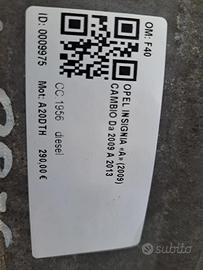 OM: F40
OPEL INSIGNIA «A» (2009)
CAMBIO Da 2009 A 2013
CC 1956 diesel
Mot: A20DTH 290,00 €
ID: 0009975
subito